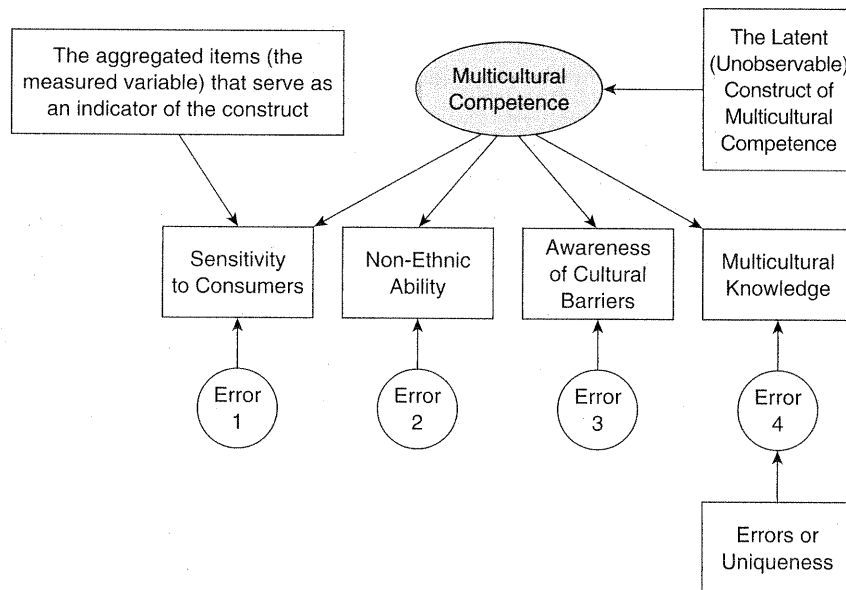 The aggregated items (the
measured variable) that serve as
an indicator of the construct
Multicultural
Competence
The Latent
(Unobservable)
Construct of
Multicultural
Competence
Sensitivity
to Consumers
Non-Ethnic
Ability
Awareness
of Cultural
Barriers
Multicultural
Knowledge
Error
1
Error
2
Error
3
Error
4
Errors or
Uniqueness